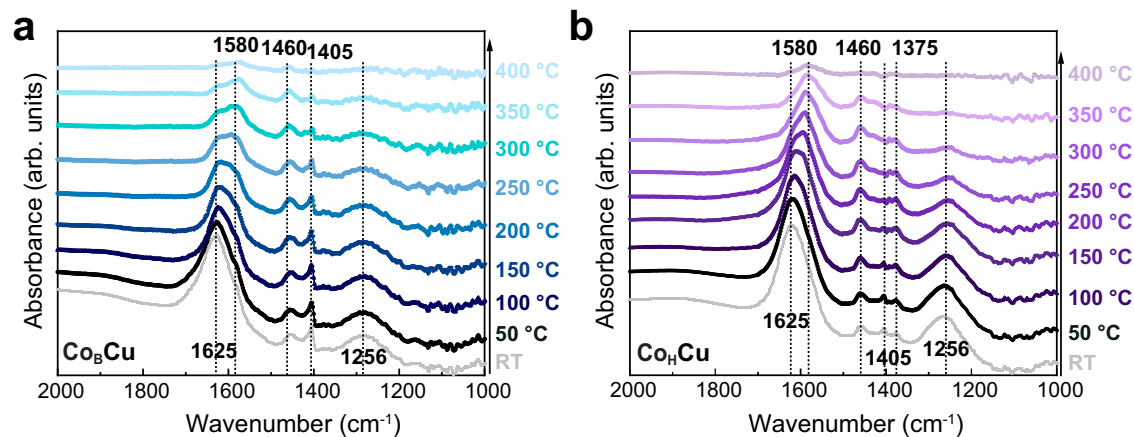 a
1580 1460 1405
Absorbance (arb. units)
400 °C
350 °C
300 °C
250 °C
200 °C
150 °C
100 °C
50 °C
RT
CoBCu
1625
1256
2000 1800 1600 1400 1200 1000
Wavenumber (cm⁻¹)
b
1580 1460 1375
Absorbance (arb. units)
400 °C
350 °C
300 °C
250 °C
200 °C
150 °C
100 °C
50 °C
RT
CoHCu
1625
1405
1256
2000 1800 1600 1400 1200 1000
Wavenumber (cm⁻¹)